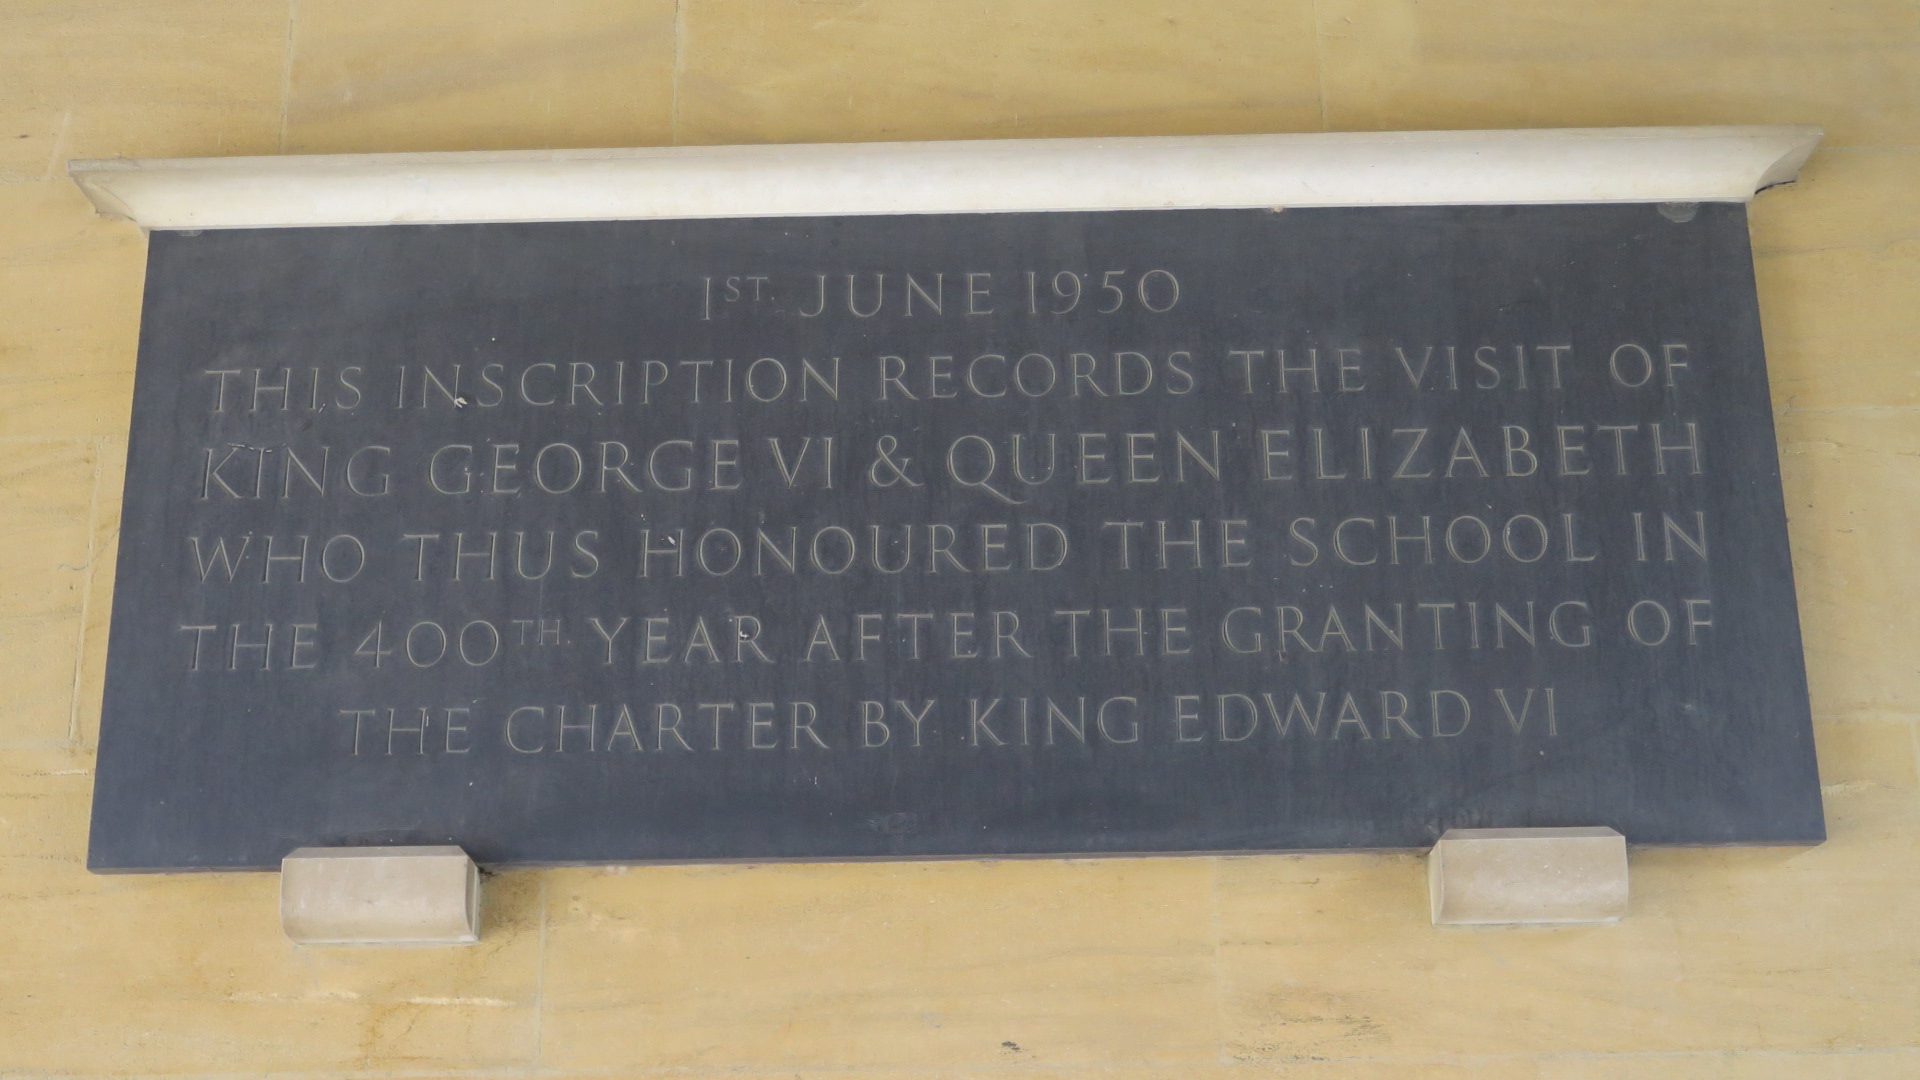 1ST. JUNE 1950
THIS INSCRIPTION RECORDS THE VISIT OF
KING GEORGE VI & QUEEN ELIZABETH
WHO THUS HONOURED THE SCHOOL IN
THE 400TH. YEAR AFTER THE GRANTING OF
THE CHARTER BY KING EDWARD VI